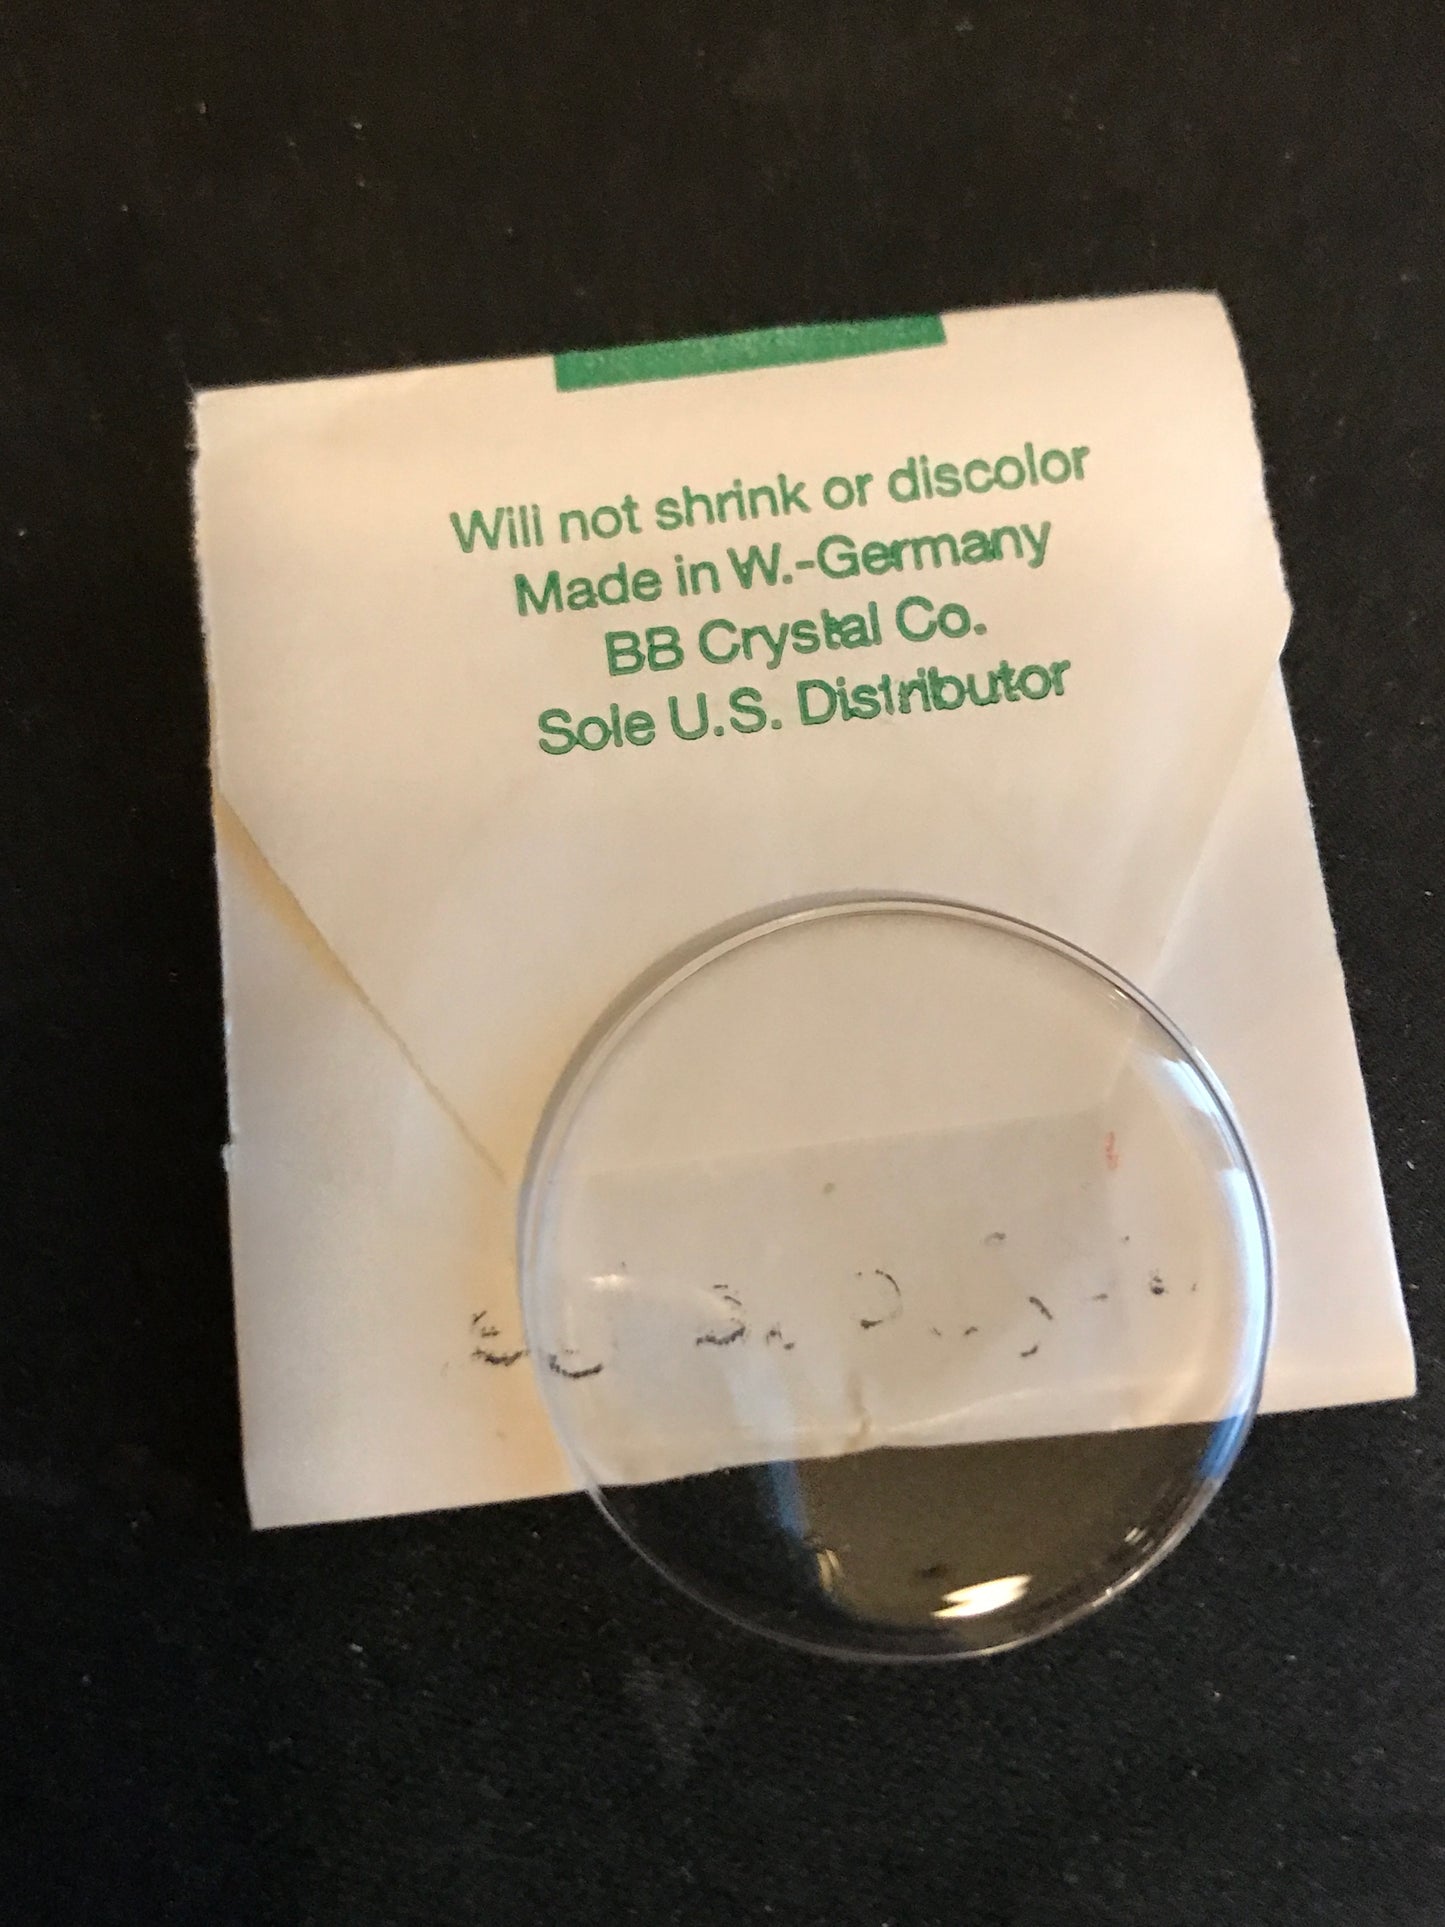 Will not shrink or discolor
Made in W.-Germany
BB Crystal Co.
Sole U.S. Distributor